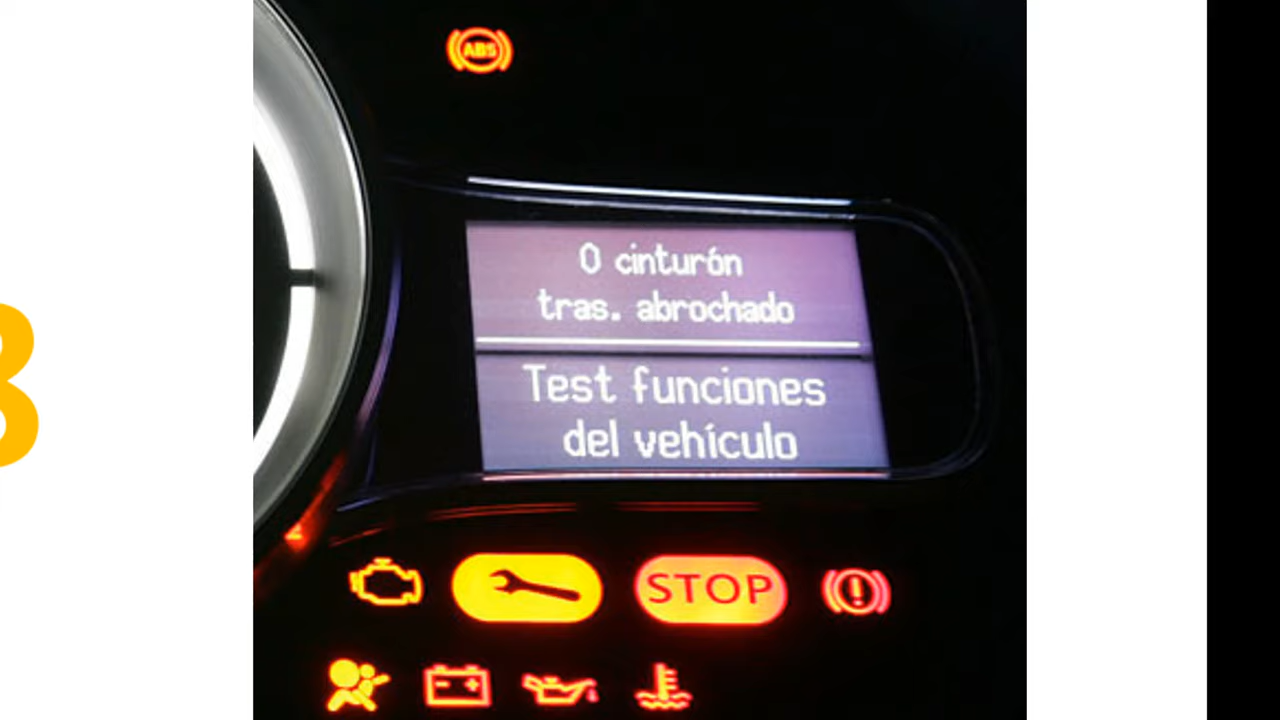 ABS
0 cinturón
tras. abrochado
Test funciones
del vehículo
STOP